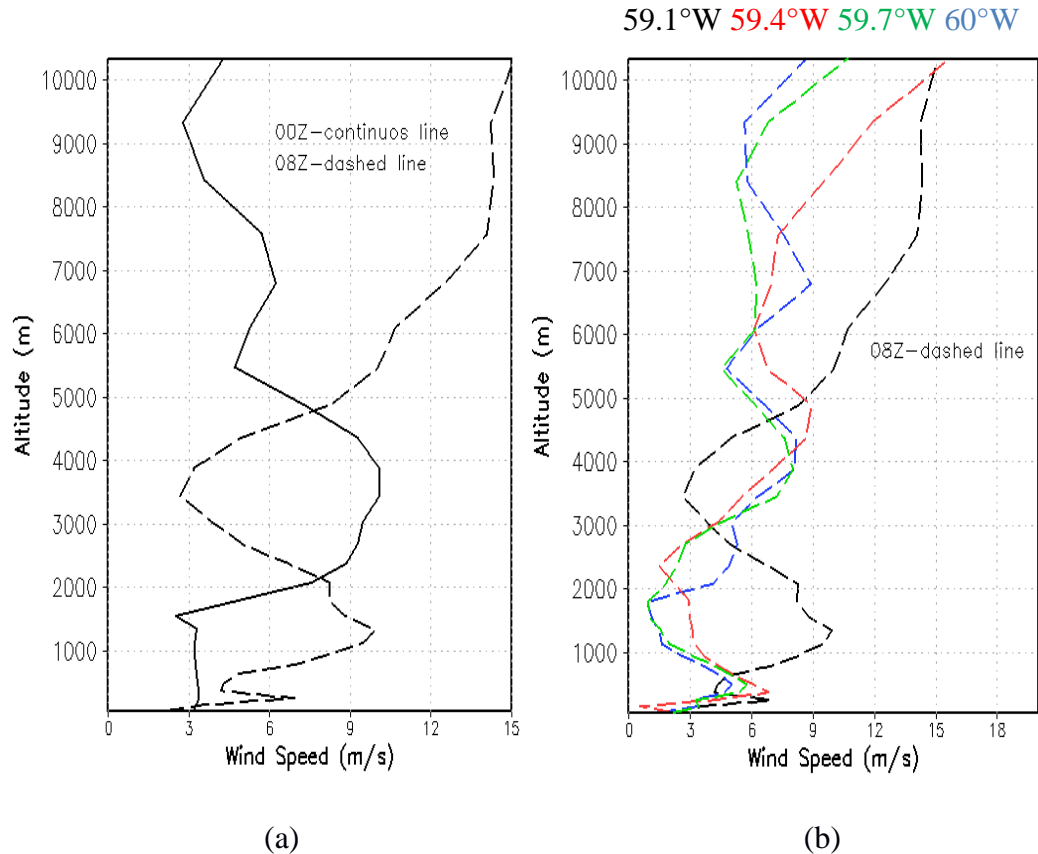 59.1°W 59.4°W 59.7°W 60°W
10000
9000
8000
7000
6000
5000
4000
3000
2000
1000
Altitude (m)
00Z-continuos line
08Z-dashed line
0 3 6 9 12 15
Wind Speed (m/s)
(a)
10000
9000
8000
7000
6000
5000
4000
3000
2000
1000
Altitude (m)
08Z-dashed line
0 3 6 9 12 15 18
Wind Speed (m/s)
(b)